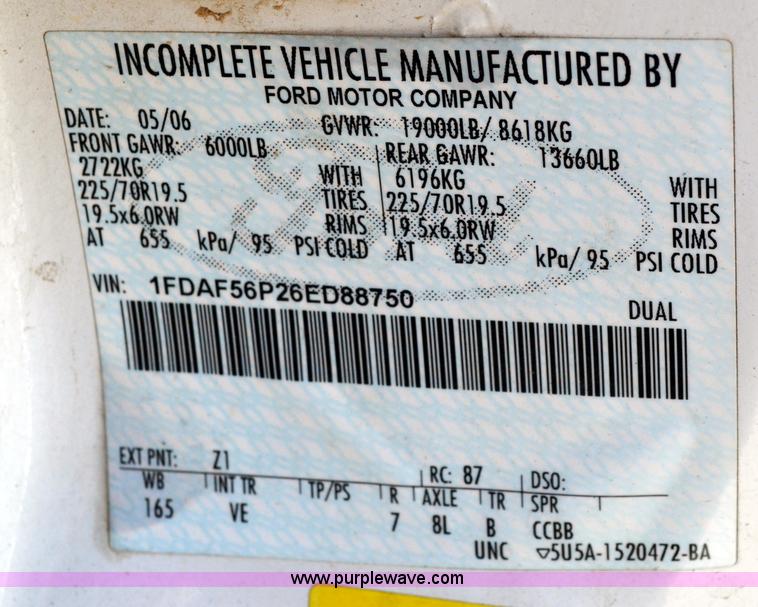 INCOMPLETE VEHICLE MANUFACTURED BY
FORD MOTOR COMPANY
DATE: 05/06 GVWR: 19000LB/ 8618KG
FRONT GAWR: 6000LB REAR GAWR: 13660LB
2722KG WITH 6196KG WITH
225/70R19.5 TIRES 225/70R19.5 TIRES
19.5x6.0RW RIMS 19.5x6.0RW RIMS
AT 655 kPa/ 95 PSI COLD AT 655 kPa/ 95 PSI COLD
VIN: 1FDAF56P26ED88750 DUAL
EXT PNT: Z1 RC: 87 DSO:
WB INT TR TP/PS R AXLE TR SPR
165 VE 7 8L B CCBB
UNC ▽5U5A-1520472-BA
www.purplewave.com